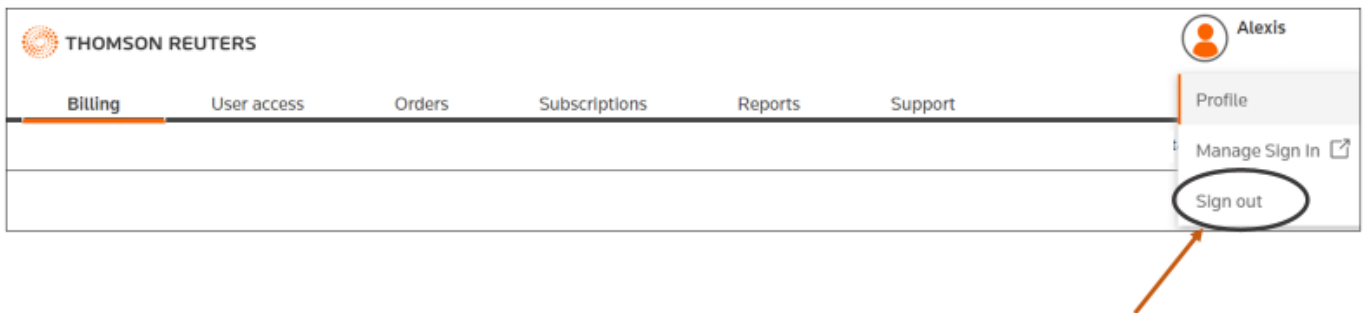 THOMSON REUTERS
Alexis
Billing User access Orders Subscriptions Reports Support
Profile
Manage Sign In
Sign out